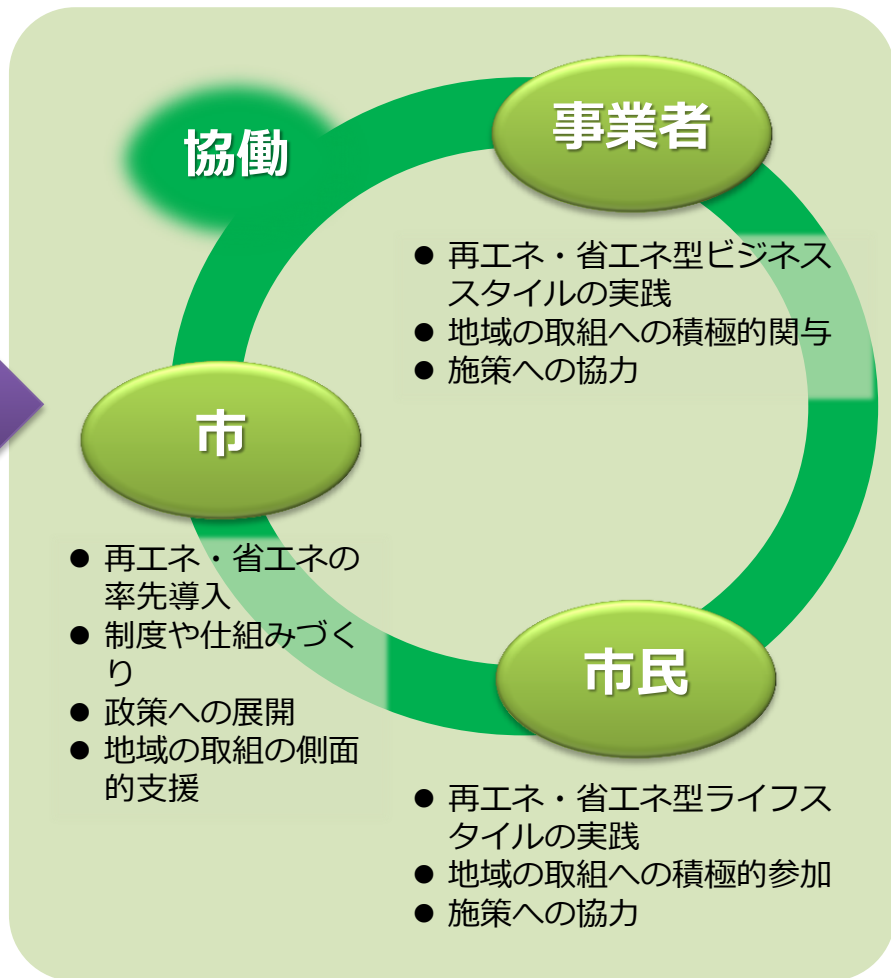 協働
事業者
● 再エネ・省エネ型ビジネス
スタイルの実践
● 地域の取組への積極的関与
● 施策への協力
市
● 再エネ・省エネの
率先導入
● 制度や仕組みづく
り
● 政策への展開
● 地域の取組の側面
的支援
市民
● 再エネ・省エネ型ライフス
タイルの実践
● 地域の取組への積極的参加
● 施策への協力